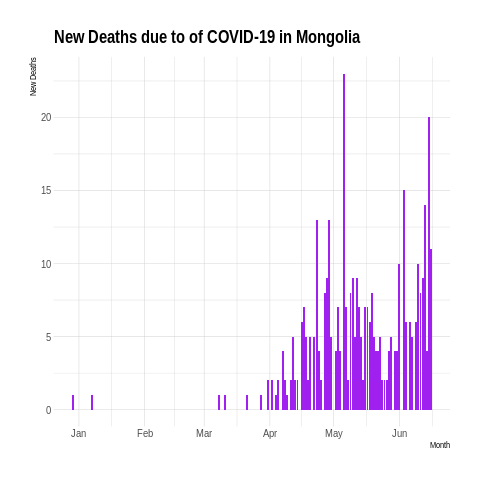 New Deaths due to of COVID-19 in Mongolia
New Deaths
20
15
10
5
0
Jan Feb Mar Apr May Jun
Month